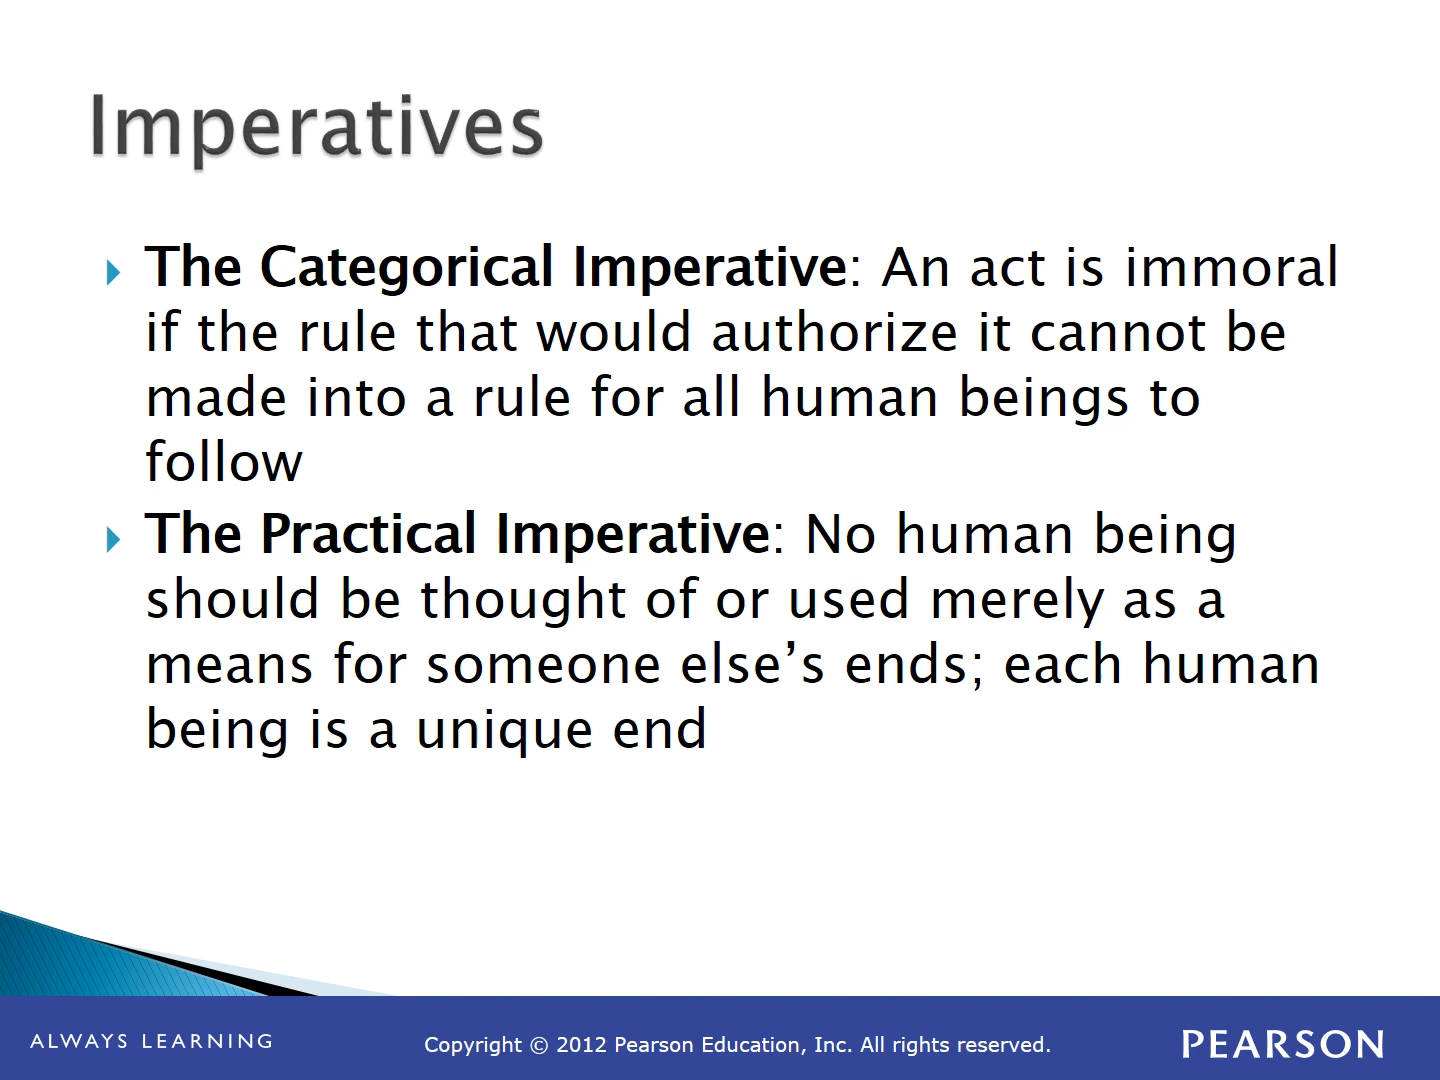 Imperatives
The Categorical Imperative: An act is immoral
if the rule that would authorize it cannot be
made into a rule for all human beings to
follow
The Practical Imperative: No human being
should be thought of or used merely as a
means for someone else’s ends; each human
being is a unique end
ALWAYS LEARNING
Copyright © 2012 Pearson Education, Inc. All rights reserved.
PEARSON